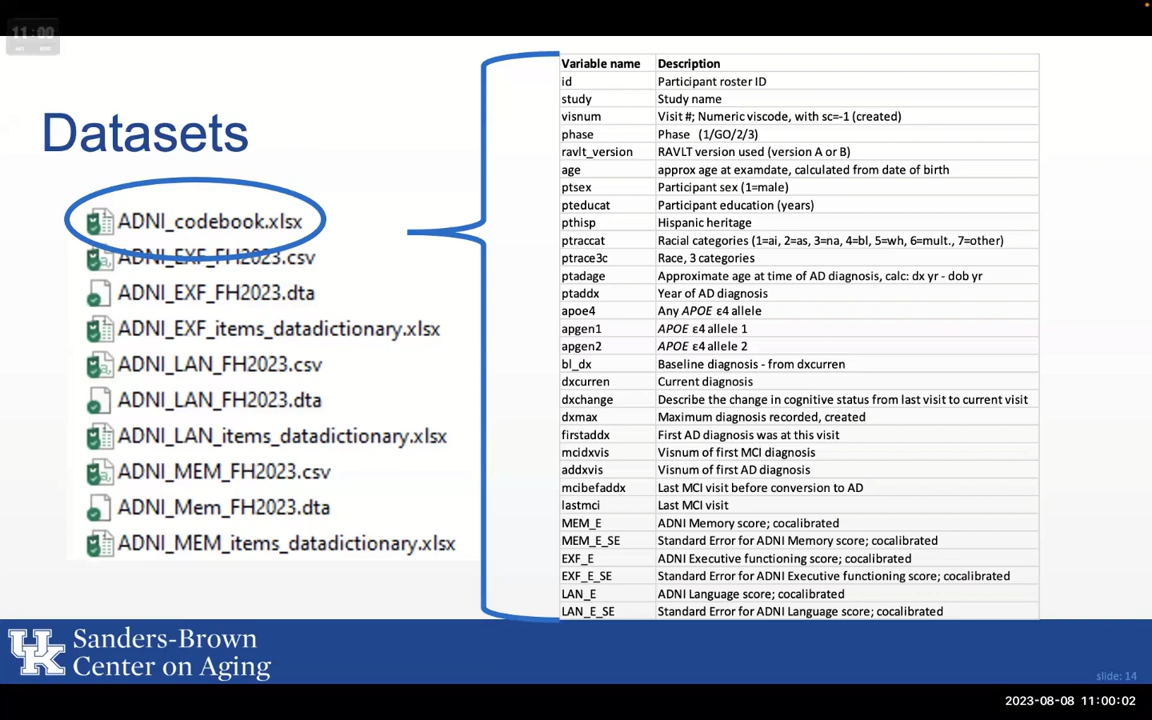 11:00
Datasets
ADNI_codebook.xlsx
ADNI_EXF_FH2023.csv
ADNI_EXF_FH2023.dta
ADNI_EXF_items_datadictionary.xlsx
ADNI_LAN_FH2023.csv
ADNI_LAN_FH2023.dta
ADNI_LAN_items_datadictionary.xlsx
ADNI_MEM_FH2023.csv
ADNI_Mem_FH2023.dta
ADNI_MEM_items_datadictionary.xlsx
Variable name Description
id Participant roster ID
study Study name
visnum Visit #; Numeric viscode, with sc=-1 (created)
phase Phase (1/GO/2/3)
ravlt_version RAVLT version used (version A or B)
age approx age at examdate, calculated from date of birth
ptsex Participant sex (1=male)
pteducat Participant education (years)
pthisp Hispanic heritage
ptraccat Racial categories (1=ai, 2=as, 3=na, 4=bl, 5=wh, 6=mult., 7=other)
ptrace3c Race, 3 categories
ptadage Approximate age at time of AD diagnosis, calc: dx yr - dob yr
ptaddx Year of AD diagnosis
apoe4 Any APOE ε4 allele
apgen1 APOE ε4 allele 1
apgen2 APOE ε4 allele 2
bl_dx Baseline diagnosis - from dxcurren
dxcurren Current diagnosis
dxchange Describe the change in cognitive status from last visit to current visit
dxmax Maximum diagnosis recorded, created
firstaddx First AD diagnosis was at this visit
mcidxvis Visnum of first MCI diagnosis
addxvis Visnum of first AD diagnosis
mcibefaddx Last MCI visit before conversion to AD
lastmci Last MCI visit
MEM_E ADNI Memory score; cocalibrated
MEM_E_SE Standard Error for ADNI Memory score; cocalibrated
EXF_E ADNI Executive functioning score; cocalibrated
EXF_E_SE Standard Error for ADNI Executive functioning score; cocalibrated
LAN_E ADNI Language score; cocalibrated
LAN_E_SE Standard Error for ADNI Language score; cocalibrated
UK
Sanders-Brown
Center on Aging
slide: 14
2023-08-08 11:00:02